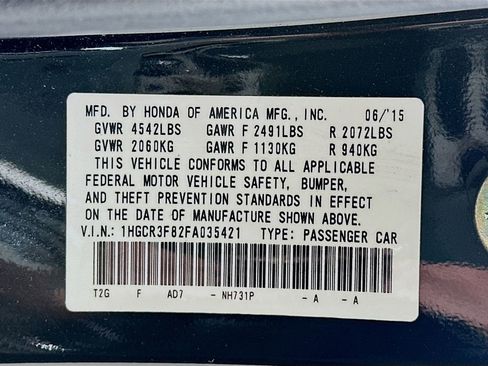 MFD. BY HONDA OF AMERICA MFG., INC. 06/'15
GVWR 4542LBS GAWR F 2491LBS R 2072LBS
GVWR 2060KG GAWR F 1130KG R 940KG
THIS VEHICLE CONFORMS TO ALL APPLICABLE
FEDERAL MOTOR VEHICLE SAFETY, BUMPER,
AND THEFT PREVENTION STANDARDS IN EFFECT
ON THE DATE OF MANUFACTURE SHOWN ABOVE.
V.I.N.: 1HGCR3F82FA035421 TYPE: PASSENGER CAR
T2G F AD7 - NH731P - A - A